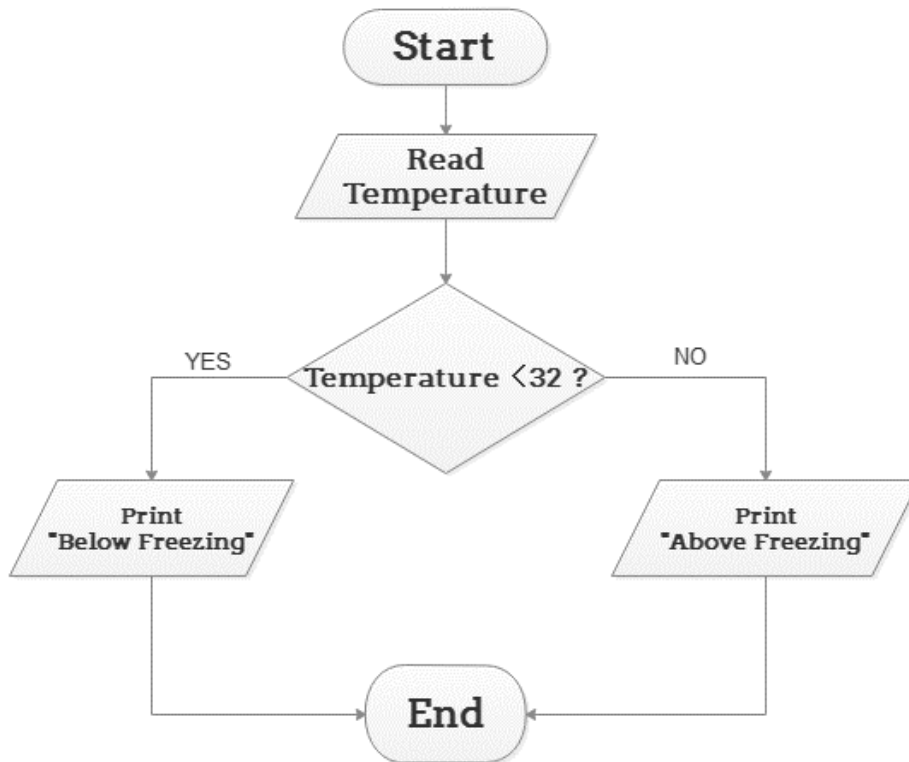 Start
Read
Temperature
YES
Temperature <32 ?
NO
Print
"Below Freezing"
Print
"Above Freezing"
End